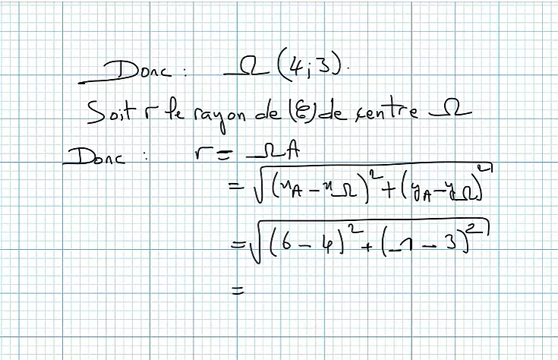 Donc : Ω (4;3).
Soit r le rayon de (C) de centre Ω
Donc : r = ΩA
= √(x_A − x_Ω)² + (y_A − y_Ω)²
= √(6 − 4)² + (−1 − 3)²
=